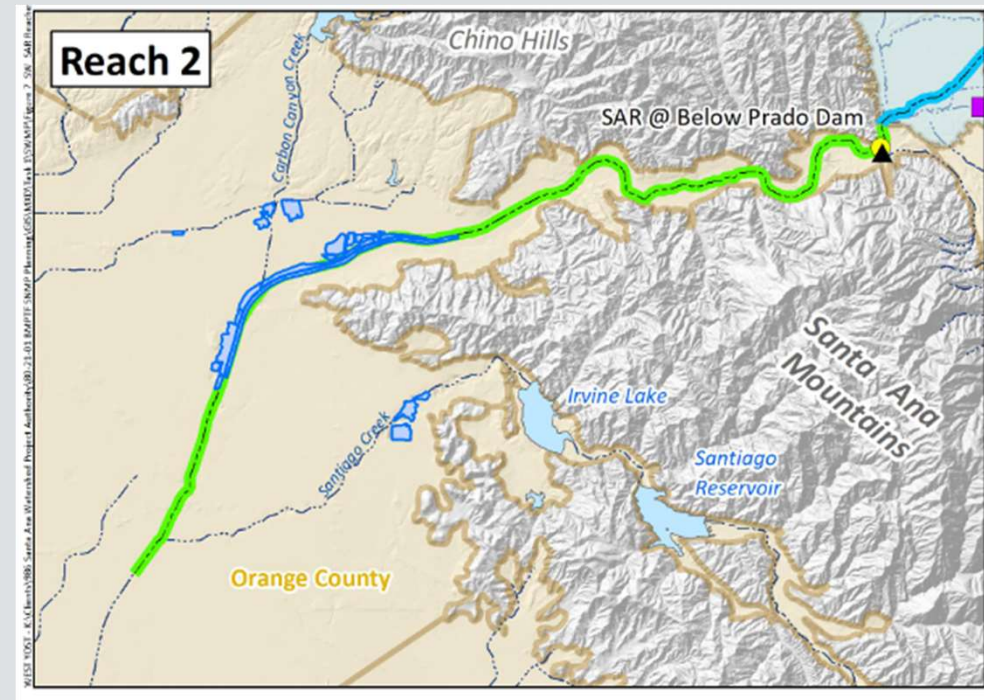 Reach 2
Chino Hills
Carbon Canyon Creek
SAR @ Below Prado Dam
Santa Ana
Mountains
Irvine Lake
Santiago
Reservoir
Santiago Creek
Orange County